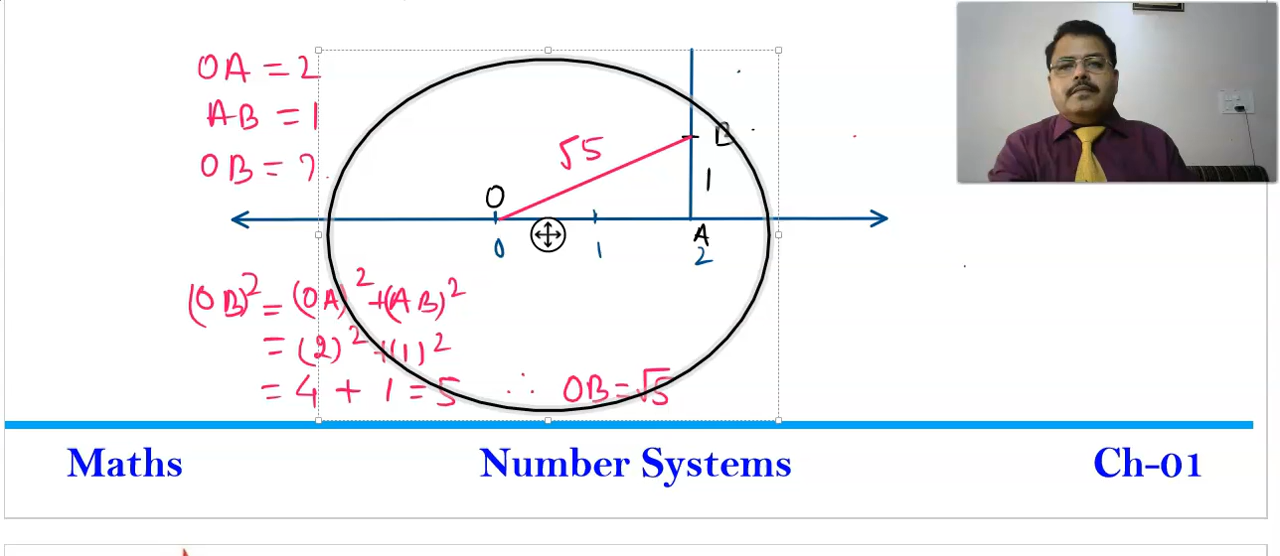 OA = 2
AB = 1
OB = ?
√5
B
1
O
A
0 1 2
(OB)² = (OA)² + (AB)²
= (2)² + (1)²
= 4 + 1 = 5 ∴ OB = √5
Maths Number Systems Ch-01